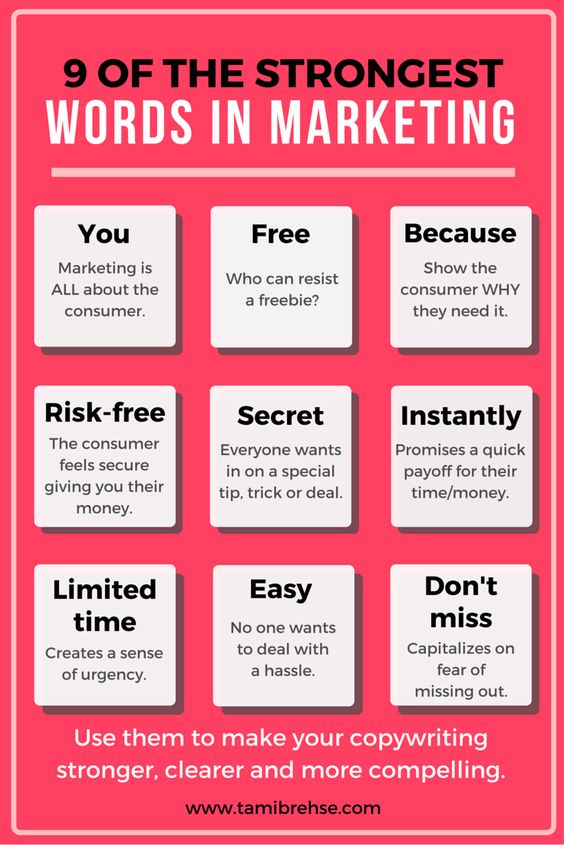 9 OF THE STRONGEST
WORDS IN MARKETING
You
Marketing is
ALL about the
consumer.
Free
Who can resist
a freebie?
Because
Show the
consumer WHY
they need it.
Risk-free
The consumer
feels secure
giving you their
money.
Secret
Everyone wants
in on a special
tip, trick or deal.
Instantly
Promises a quick
payoff for their
time/money.
Limited
time
Creates a sense
of urgency.
Easy
No one wants
to deal with
a hassle.
Don't
miss
Capitalizes on
fear of
missing out.
Use them to make your copywriting
stronger, clearer and more compelling.
www.tamibrehse.com